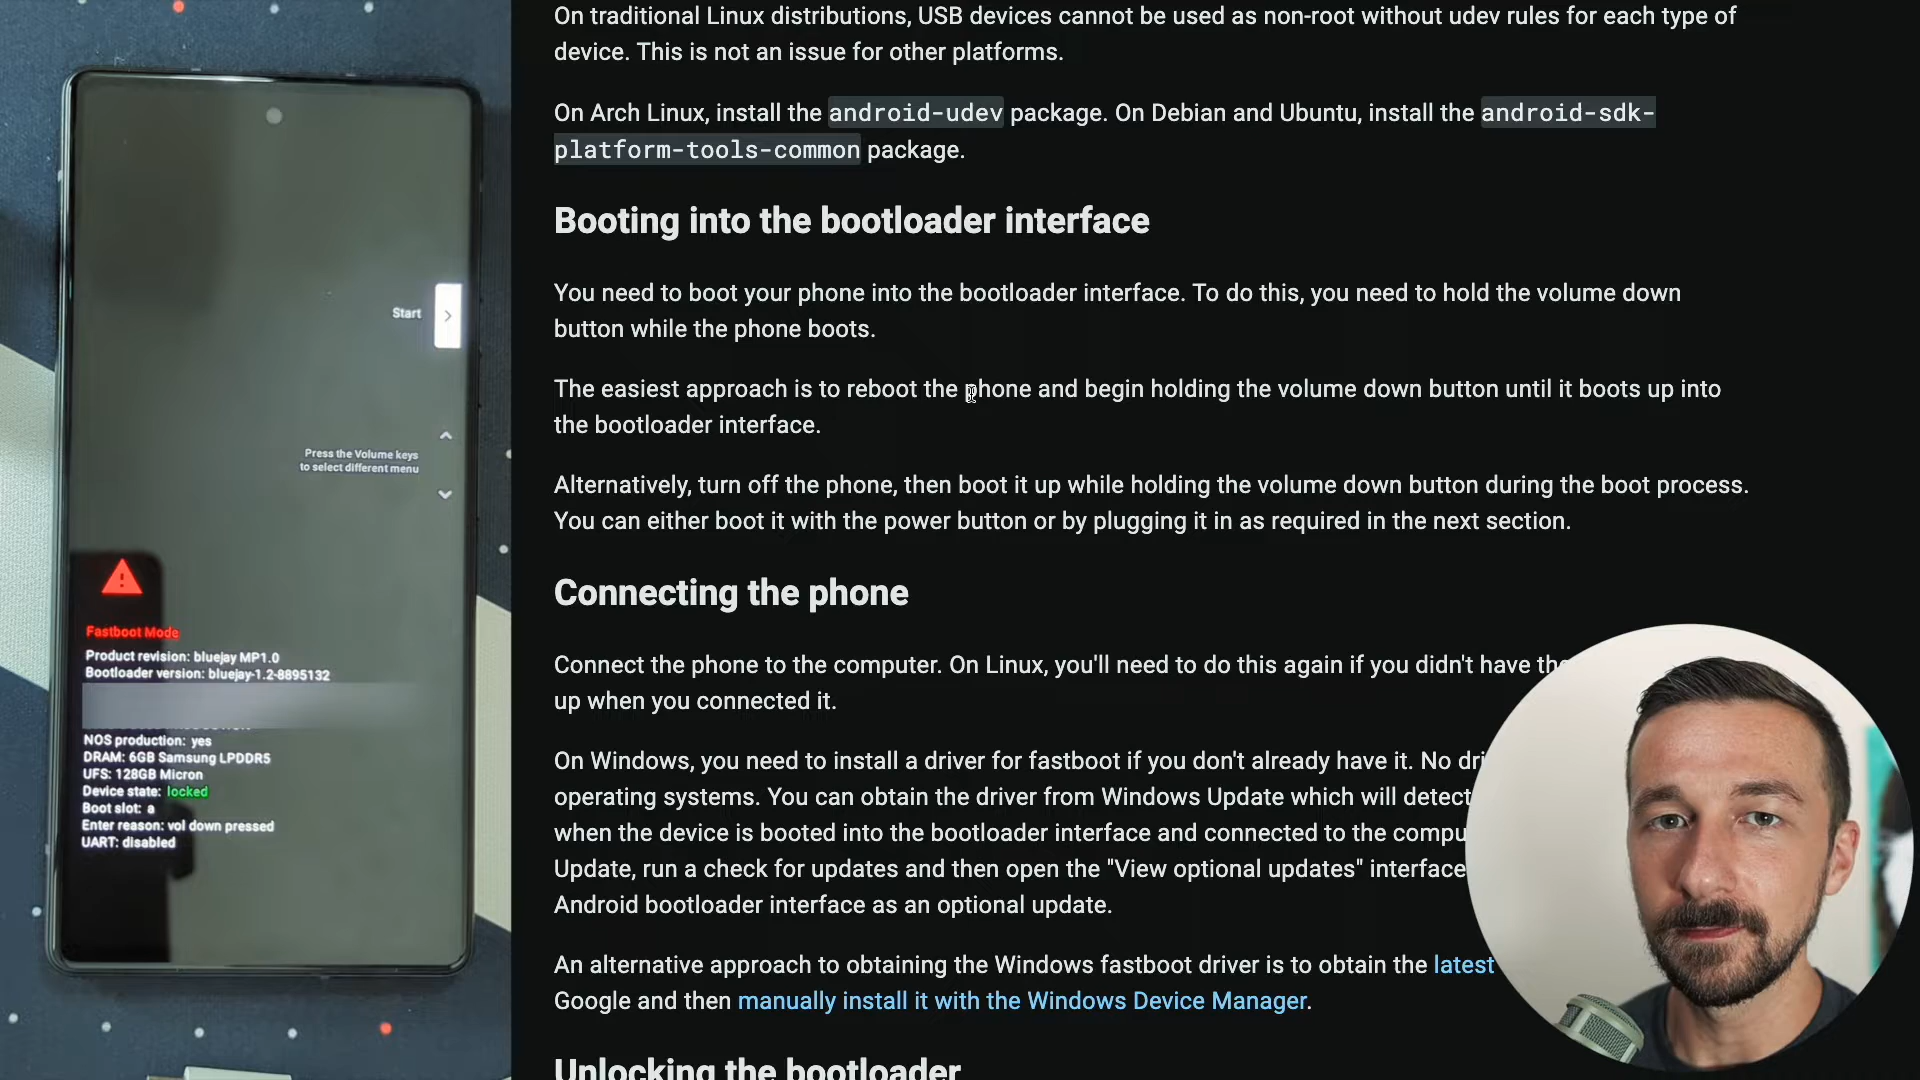 Start
Press the Volume keys
to select different menu
Fastboot Mode
Product revision: bluejay MP1.0
Bootloader version: bluejay-1.2-8895132
NOS production: yes
DRAM: 6GB Samsung LPDDR5
UFS: 128GB Micron
Device state: locked
Boot slot: a
Enter reason: vol down pressed
UART: disabled
On traditional Linux distributions, USB devices cannot be used as non-root without udev rules for each type of
device. This is not an issue for other platforms.
On Arch Linux, install the android-udev package. On Debian and Ubuntu, install the android-sdk-
platform-tools-common package.
Booting into the bootloader interface
You need to boot your phone into the bootloader interface. To do this, you need to hold the volume down
button while the phone boots.
The easiest approach is to reboot the phone and begin holding the volume down button until it boots up into
the bootloader interface.
Alternatively, turn off the phone, then boot it up while holding the volume down button during the boot process.
You can either boot it with the power button or by plugging it in as required in the next section.
Connecting the phone
Connect the phone to the computer. On Linux, you'll need to do this again if you didn't have the
up when you connected it.
On Windows, you need to install a driver for fastboot if you don't already have it. No
operating systems. You can obtain the driver from Windows Update which will detect
when the device is booted into the bootloader interface and connected to the
Update, run a check for updates and then open the "View optional updates" interface
Android bootloader interface as an optional update.
An alternative approach to obtaining the Windows fastboot driver is to obtain the latest
Google and then manually install it with the Windows Device Manager.
Unlocking the bootloader